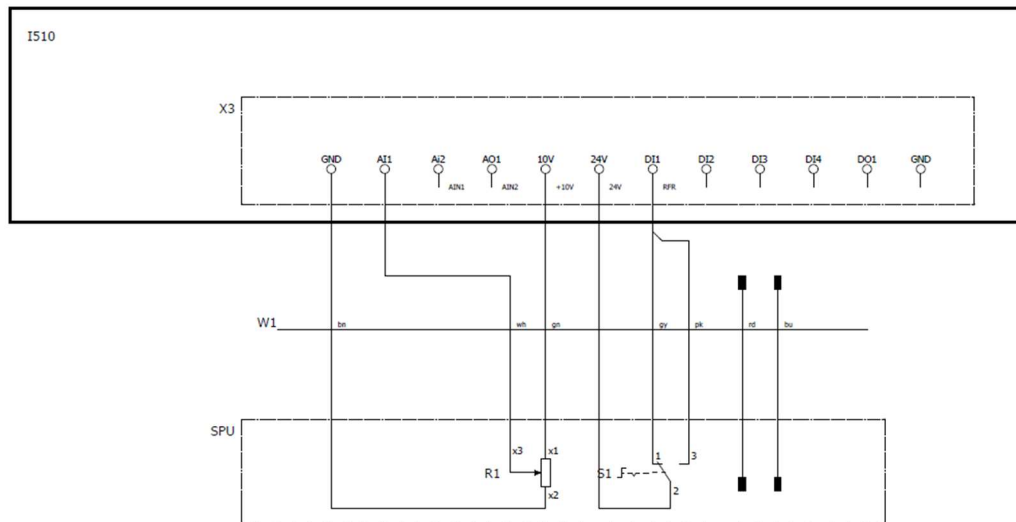 I510
X3
GND AI1 Ai2 AO1 10V 24V DI1 DI2 DI3 DI4 DO1 GND
AIN1 AIN2 +10V 24V RFR
W1 bn wh gn gy pk rd bu
SPU
x3 x1 1 3
R1 S1
x2 2